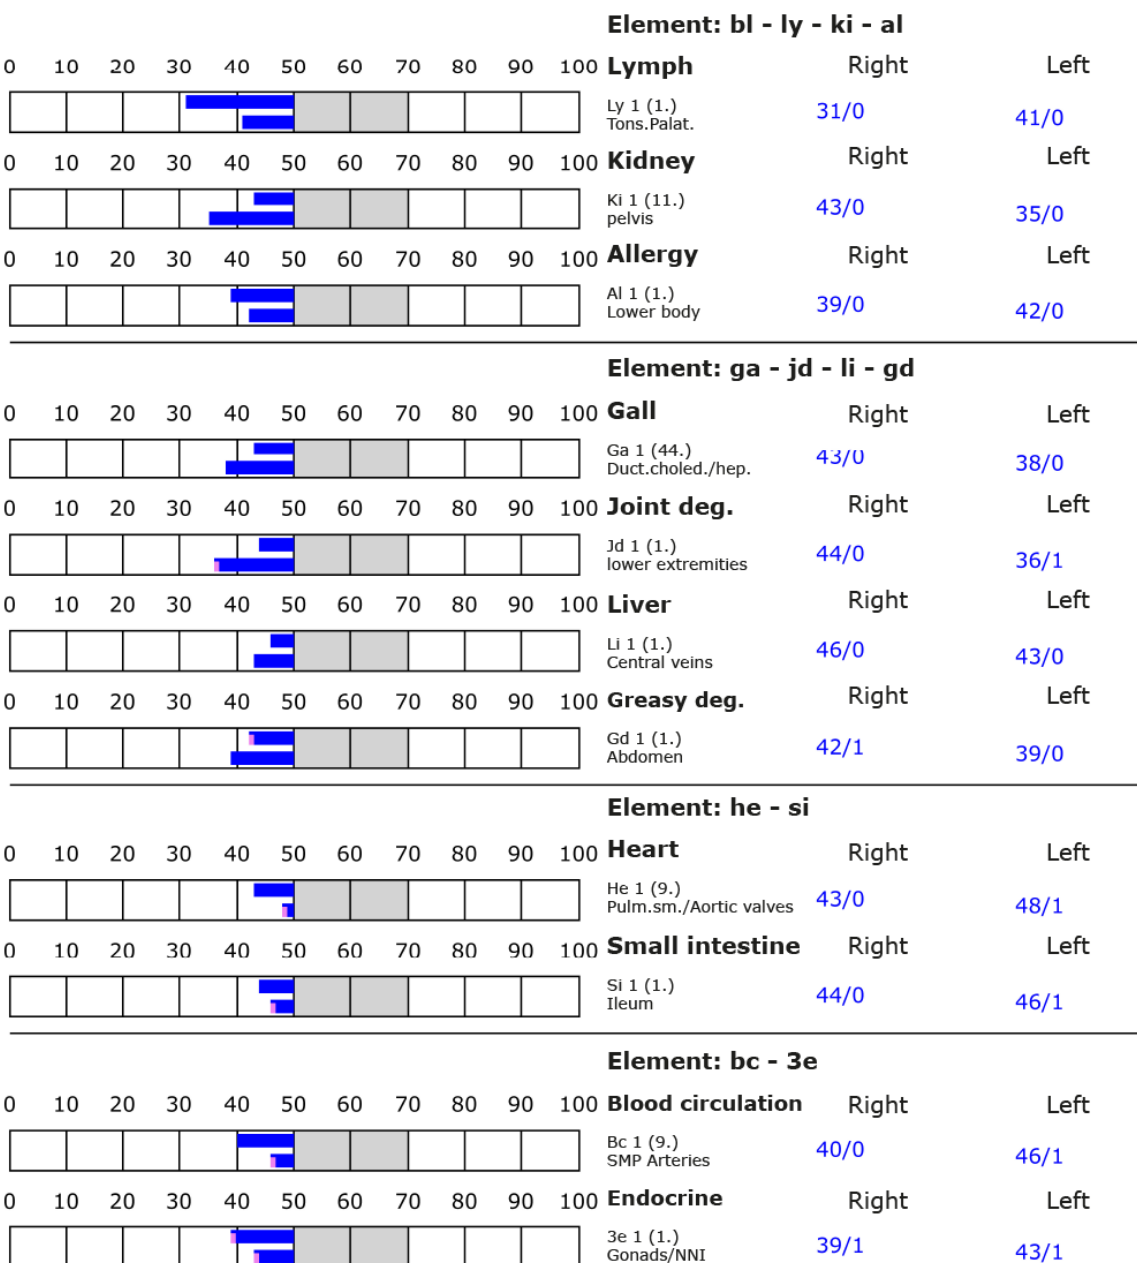 Element: bl - ly - ki - al
0 10 20 30 40 50 60 70 80 90 100 Lymph Right Left
Ly 1 (1.) 31/0 41/0
Tons.Palat.
0 10 20 30 40 50 60 70 80 90 100 Kidney Right Left
Ki 1 (11.) 43/0 35/0
pelvis
0 10 20 30 40 50 60 70 80 90 100 Allergy Right Left
Al 1 (1.) 39/0 42/0
Lower body
Element: ga - jd - li - gd
0 10 20 30 40 50 60 70 80 90 100 Gall Right Left
Ga 1 (44.) 43/0 38/0
Duct.choled./hep.
0 10 20 30 40 50 60 70 80 90 100 Joint deg. Right Left
Jd 1 (1.) 44/0 36/1
lower extremities
0 10 20 30 40 50 60 70 80 90 100 Liver Right Left
Li 1 (1.) 46/0 43/0
Central veins
0 10 20 30 40 50 60 70 80 90 100 Greasy deg. Right Left
Gd 1 (1.) 42/1 39/0
Abdomen
Element: he - si
0 10 20 30 40 50 60 70 80 90 100 Heart Right Left
He 1 (9.) 43/0 48/1
Pulm.sm./Aortic valves
0 10 20 30 40 50 60 70 80 90 100 Small intestine Right Left
Si 1 (1.) 44/0 46/1
Ileum
Element: bc - 3e
0 10 20 30 40 50 60 70 80 90 100 Blood circulation Right Left
Bc 1 (9.) 40/0 46/1
SMP Arteries
0 10 20 30 40 50 60 70 80 90 100 Endocrine Right Left
3e 1 (1.) 39/1 43/1
Gonads/NNI